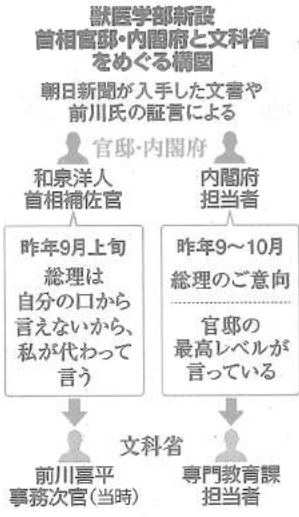 獣医学部新設
首相官邸・内閣府と文科省
をめぐる構図
朝日新聞が入手した文書や
前川氏の証言による
官邸・内閣府
和泉洋人
首相補佐官
昨年9月上旬
総理は
自分の口から
言えないから、
私が代わって
言う
内閣府
担当者
昨年9~10月
総理のご意向
官邸の
最高レベルが
言っている
文科省
前川喜平
事務次官(当時)
専門教育課
担当者